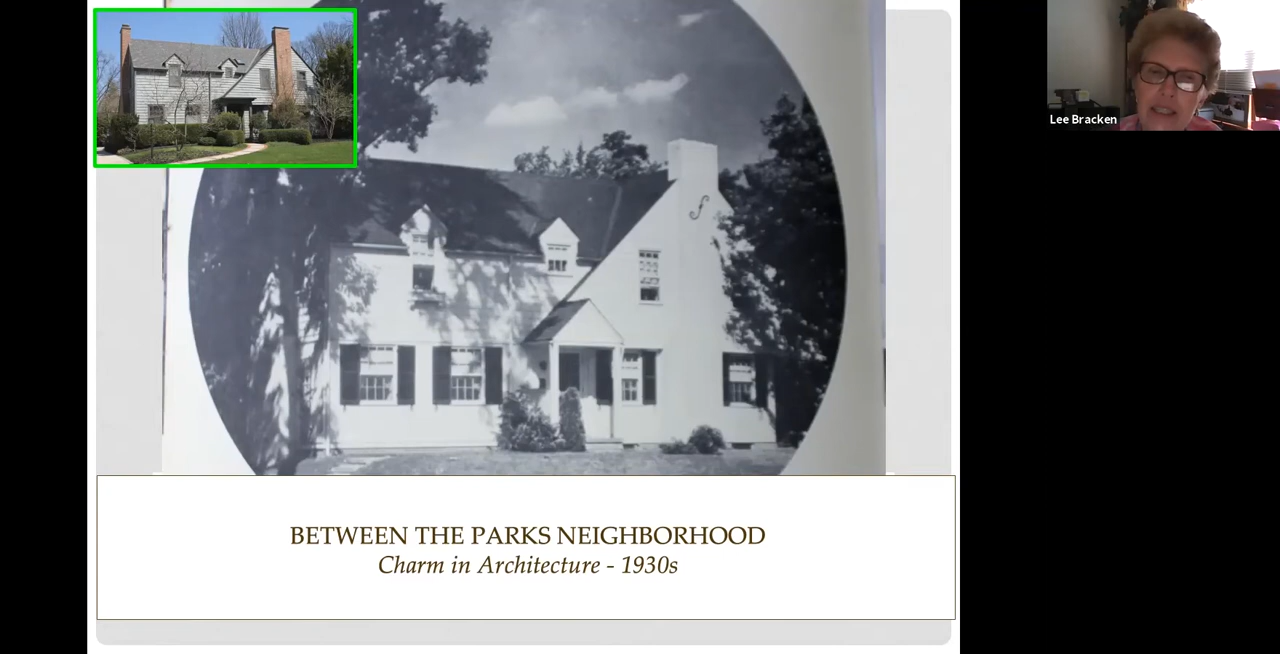 Lee Bracken
BETWEEN THE PARKS NEIGHBORHOOD
Charm in Architecture - 1930s